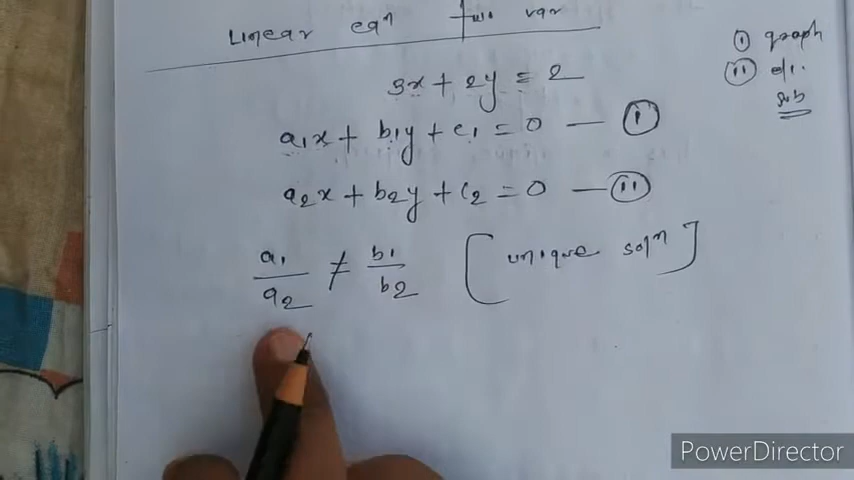 Linear eqn two var
3x + 2y = 2
a1x + b1y + c1 = 0 — (I)
a2x + b2y + c2 = 0 — (II)
a1/a2 ≠ b1/b2 [unique soln]
(I) graph
(II) eli.
sub
PowerDirector